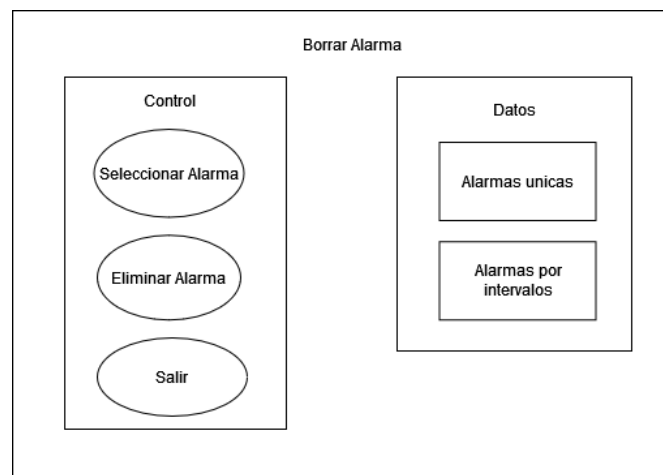 Borrar Alarma
Control
Seleccionar Alarma
Eliminar Alarma
Salir
Datos
Alarmas unicas
Alarmas por
intervalos